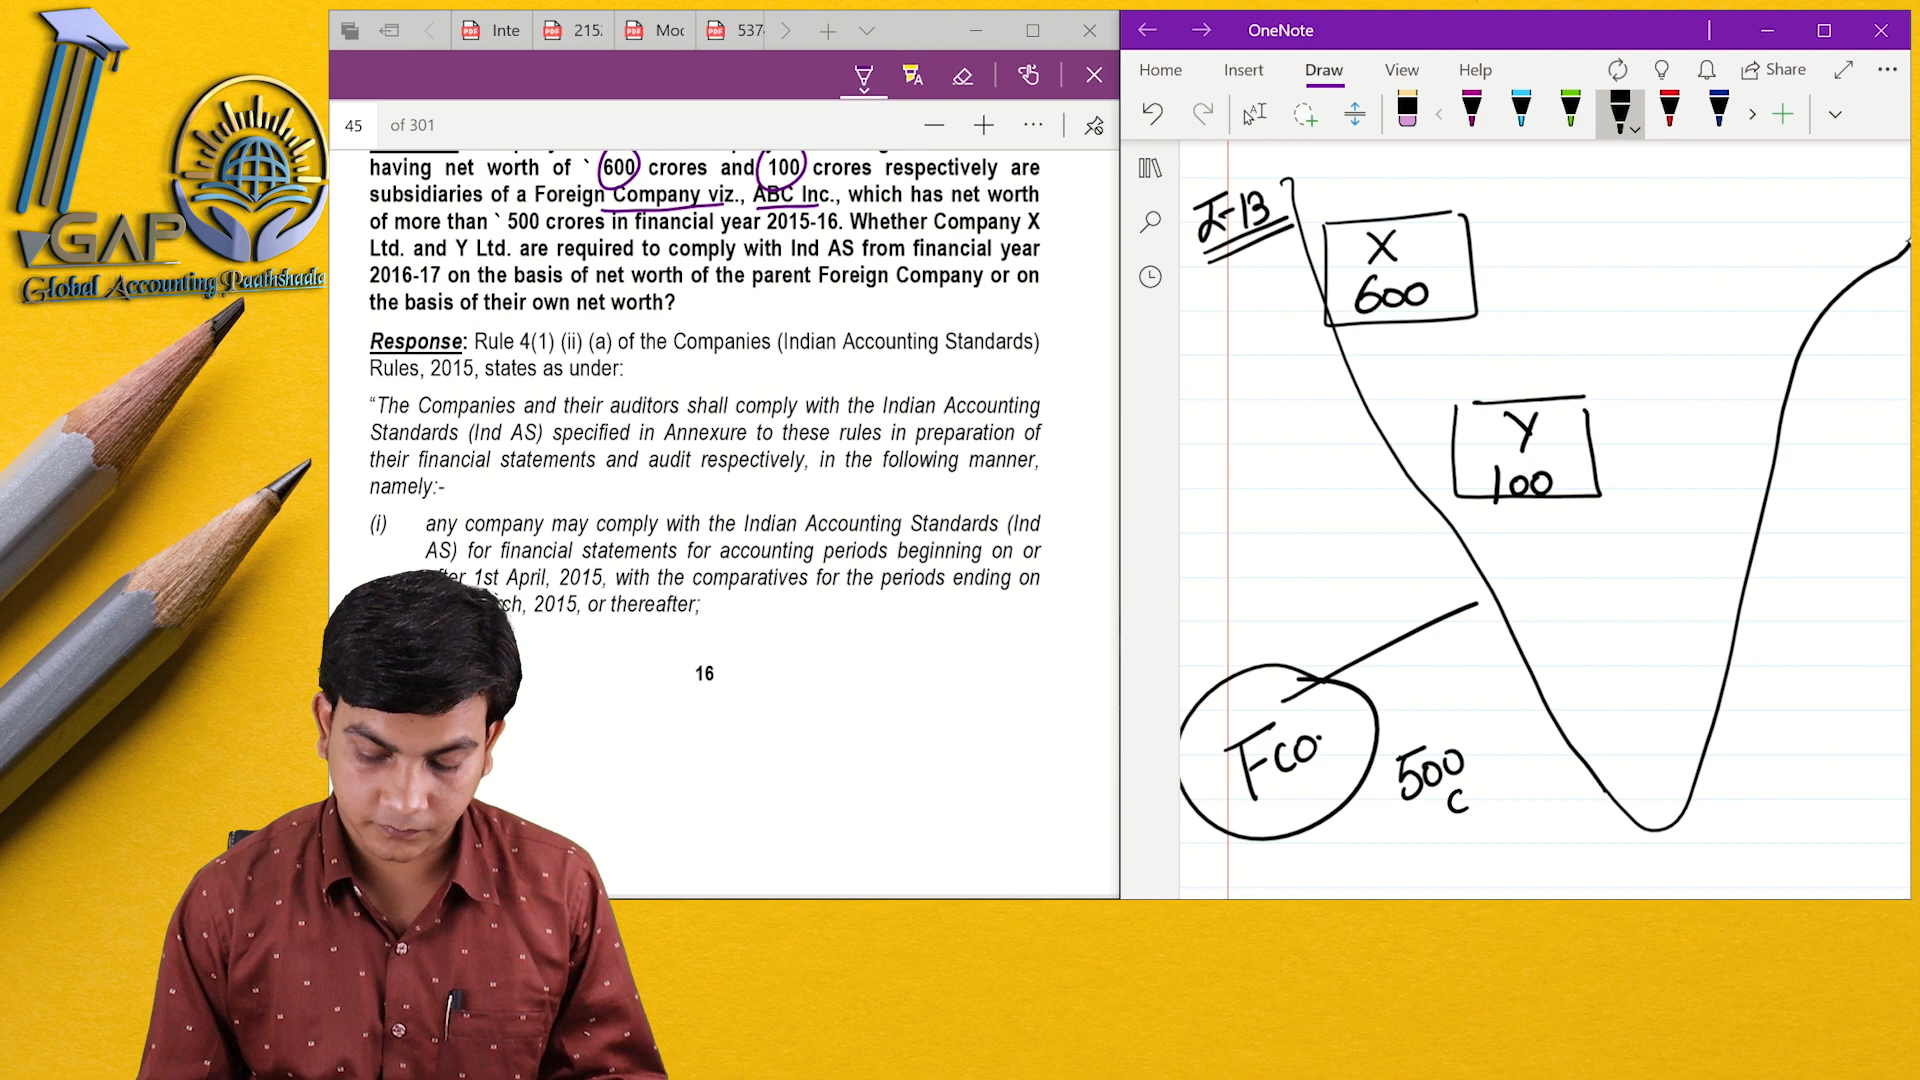 GAP
Global Accounting Paathshaala
Inte
215
Moc
537
45 of 301
having net worth of ` 600 crores and 100 crores respectively are
subsidiaries of a Foreign Company viz., ABC Inc., which has net worth
of more than ` 500 crores in financial year 2015-16. Whether Company X
Ltd. and Y Ltd. are required to comply with Ind AS from financial year
2016-17 on the basis of net worth of the parent Foreign Company or on
the basis of their own net worth?
Response: Rule 4(1) (ii) (a) of the Companies (Indian Accounting Standards)
Rules, 2015, states as under:
“The Companies and their auditors shall comply with the Indian Accounting
Standards (Ind AS) specified in Annexure to these rules in preparation of
their financial statements and audit respectively, in the following manner,
namely:-
(i) any company may comply with the Indian Accounting Standards (Ind
AS) for financial statements for accounting periods beginning on or
1st April, 2015, with the comparatives for the periods ending on
2015, or thereafter;
16
OneNote
Home Insert Draw View Help Share
I-13
X
600
Y
100
Fco.
500
C